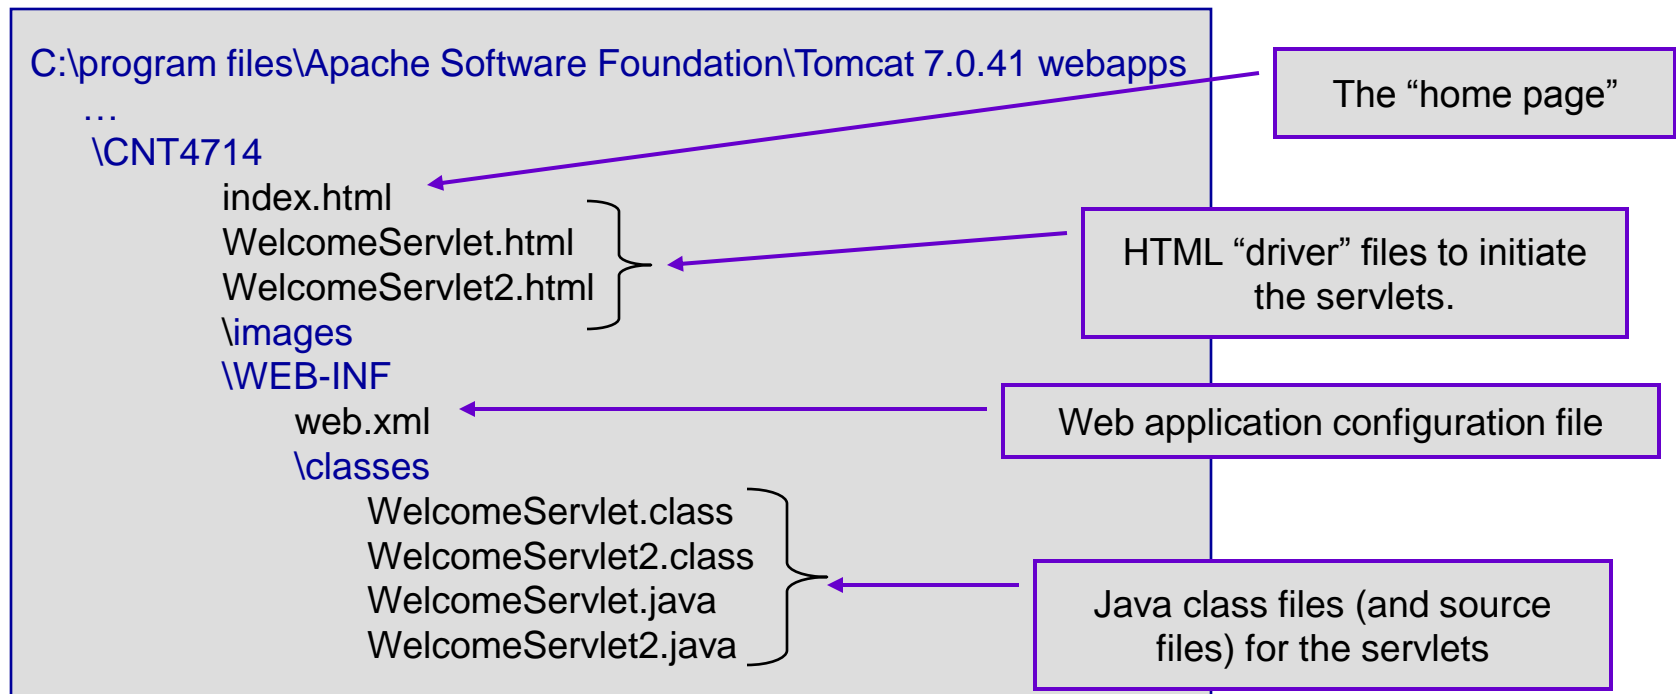 C:\program files\Apache Software Foundation\Tomcat 7.0.41 webapps
…
\CNT4714
index.html
WelcomeServlet.html
WelcomeServlet2.html
\images
\WEB-INF
web.xml
\classes
WelcomeServlet.class
WelcomeServlet2.class
WelcomeServlet.java
WelcomeServlet2.java
The “home page”
HTML “driver” files to initiate
the servlets.
Web application configuration file
Java class files (and source
files) for the servlets